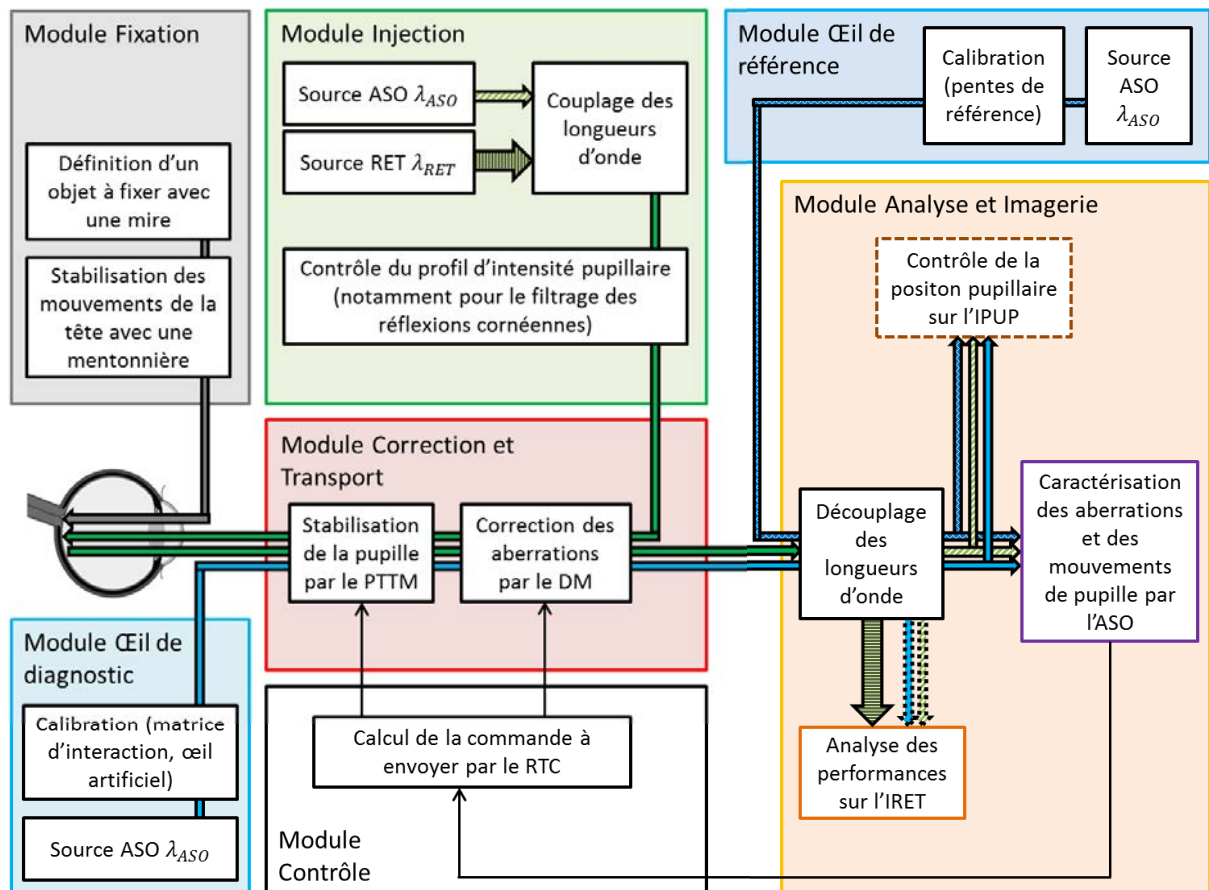 Module Fixation
Définition d'un
objet à fixer avec
une mire
Stabilisation des
mouvements de la
tête avec une
mentonnière
Module Injection
Source ASO λASO
Source RET λRET
Couplage des
longueurs
d'onde
Contrôle du profil d'intensité pupillaire
(notamment pour le filtrage des
réflexions cornéennes)
Module Œil de
référence
Calibration
(pentes de
référence)
Source
ASO
λASO
Module Analyse et Imagerie
Contrôle de la
positon pupillaire
sur l'IPUP
Découplage
des
longueurs
d'onde
Caractérisation
des aberrations
et des
mouvements
de pupille par
l'ASO
Analyse des
performances
sur l'IRET
Module Correction et
Transport
Stabilisation
de la pupille
par le PTTM
Correction des
aberrations
par le DM
Module Œil de
diagnostic
Calibration (matrice
d'interaction, œil
artificiel)
Source ASO λASO
Calcul de la commande à
envoyer par le RTC
Module
Contrôle